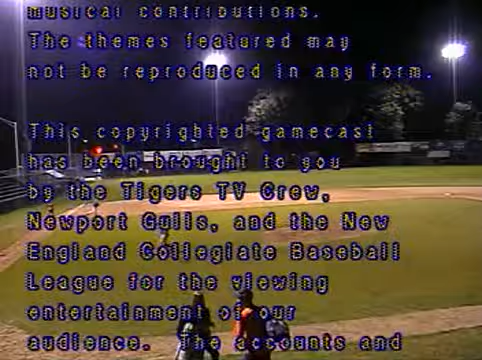 musical contributions.
The themes featured may
not be reproduced in any form.
This copyrighted gamecast
has been brought to you
by the Tigers TV Crew,
Newport Gulls, and the New
England Collegiate Baseball
League for the viewing
entertainment of our
audience. The accounts and